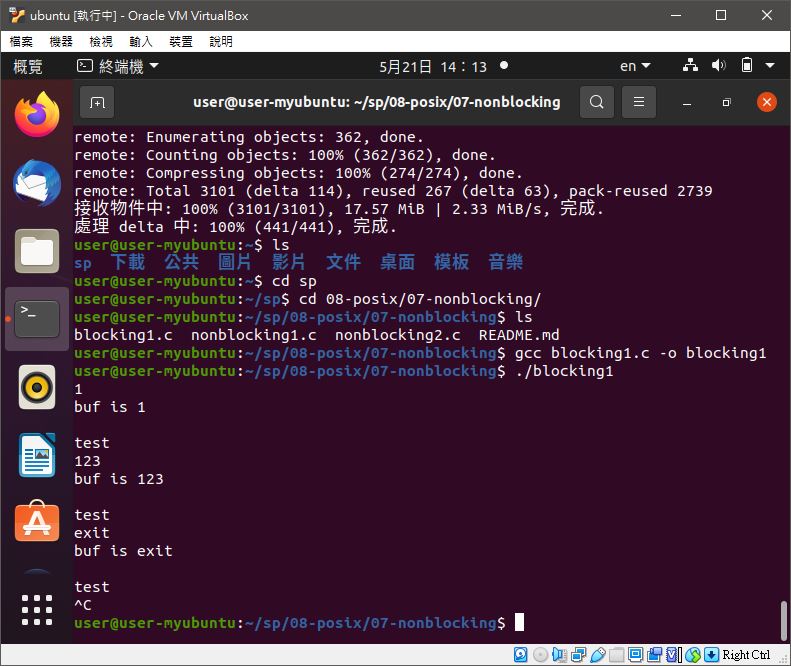 ubuntu [執行中] - Oracle VM VirtualBox
檔案 機器 檢視 輸入 裝置 說明
概覽 終端機 5月21日 14：13 en
user@user-myubuntu: ~/sp/08-posix/07-nonblocking
remote: Enumerating objects: 362, done.
remote: Counting objects: 100% (362/362), done.
remote: Compressing objects: 100% (274/274), done.
remote: Total 3101 (delta 114), reused 267 (delta 63), pack-reused 2739
接收物件中: 100% (3101/3101), 17.57 MiB | 2.33 MiB/s, 完成.
處理 delta 中: 100% (441/441), 完成.
user@user-myubuntu:~$ ls
sp 下載 公共 圖片 影片 文件 桌面 模板 音樂
user@user-myubuntu:~$ cd sp
user@user-myubuntu:~/sp$ cd 08-posix/07-nonblocking/
user@user-myubuntu:~/sp/08-posix/07-nonblocking$ ls
blocking1.c nonblocking1.c nonblocking2.c README.md
user@user-myubuntu:~/sp/08-posix/07-nonblocking$ gcc blocking1.c -o blocking1
user@user-myubuntu:~/sp/08-posix/07-nonblocking$ ./blocking1
1
buf is 1
test
123
buf is 123
test
exit
buf is exit
test
^C
user@user-myubuntu:~/sp/08-posix/07-nonblocking$
Right Ctrl